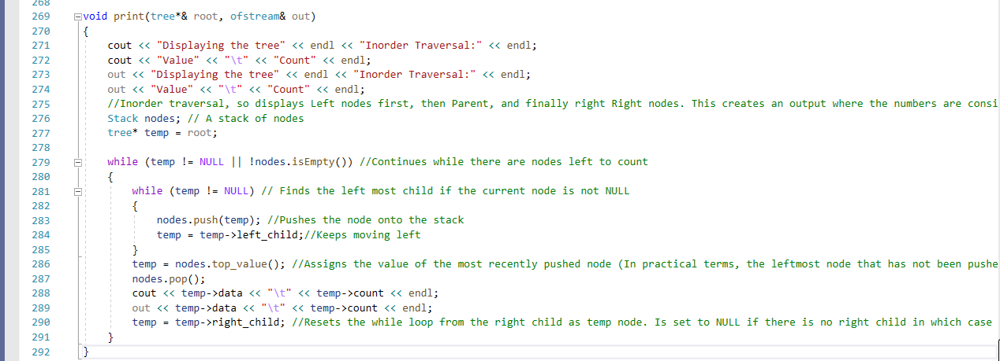 268
269 void print(tree*& root, ofstream& out)
270 {
271 cout << "Displaying the tree" << endl << "Inorder Traversal:" << endl;
272 cout << "Value" << "\t" << "Count" << endl;
273 out << "Displaying the tree" << endl << "Inorder Traversal:" << endl;
274 out << "Value" << "\t" << "Count" << endl;
275 //Inorder traversal, so displays Left nodes first, then Parent, and finally right Right nodes. This creates an output where the numbers are consi
276 Stack nodes; // A stack of nodes
277 tree* temp = root;
278
279 while (temp != NULL || !nodes.isEmpty()) //Continues while there are nodes left to count
280 {
281 while (temp != NULL) // Finds the left most child if the current node is not NULL
282 {
283 nodes.push(temp); //Pushes the node onto the stack
284 temp = temp->left_child;//Keeps moving left
285 }
286 temp = nodes.top_value(); //Assigns the value of the most recently pushed node (In practical terms, the leftmost node that has not been pushe
287 nodes.pop();
288 cout << temp->data << "\t" << temp->count << endl;
289 out << temp->data << "\t" << temp->count << endl;
290 temp = temp->right_child; //Resets the while loop from the right child as temp node. Is set to NULL if there is no right child in which case
291 }
292 }